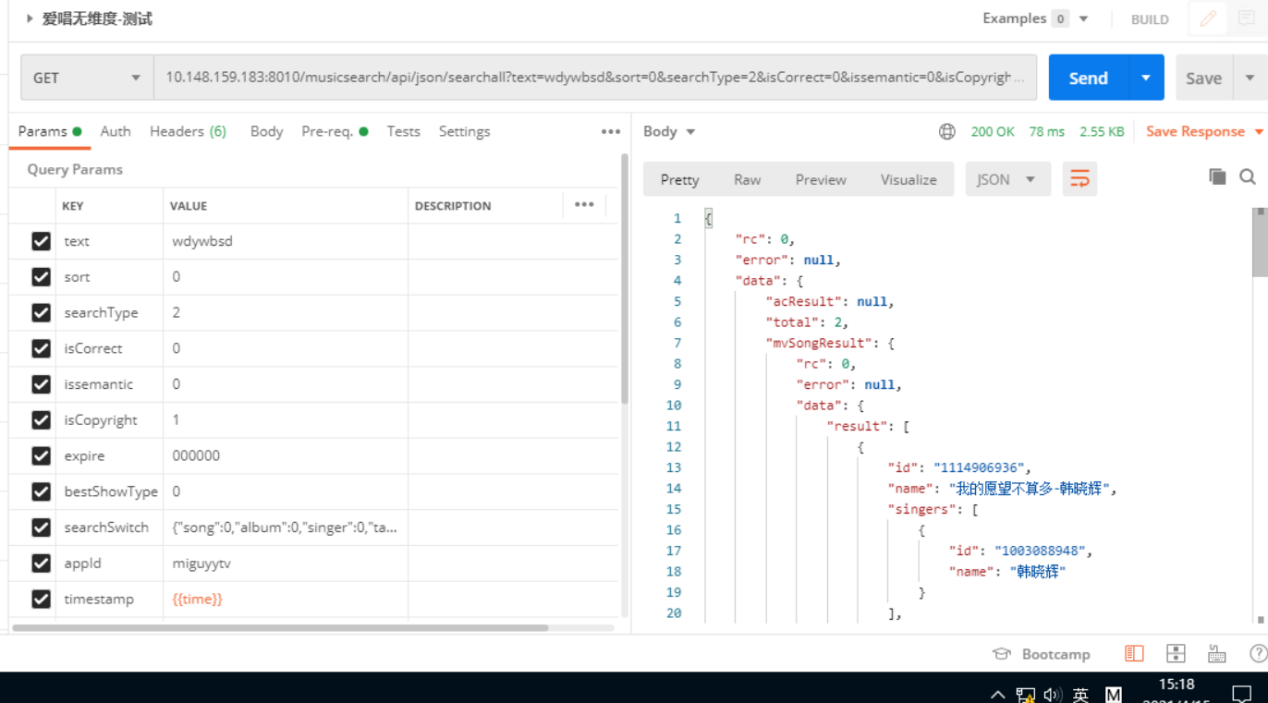 爱唱无维度-测试
Examples 0
BUILD
GET
10.148.159.183:8010/musicsearch/api/json/searchall?text=wdywbsd&sort=0&searchType=2&isCorrect=0&issemantic=0&isCopyrigh...
Send
Save
Params
Auth
Headers (6)
Body
Pre-req.
Tests
Settings
Body
200 OK
78 ms
2.55 KB
Save Response
Query Params
Pretty
Raw
Preview
Visualize
JSON
KEY VALUE DESCRIPTION
text wdywbsd
sort 0
searchType 2
isCorrect 0
issemantic 0
isCopyright 1
expire 000000
bestShowType 0
searchSwitch {"song":0,"album":0,"singer":0,"ta...
appId miguyytv
timestamp {{time}}
1 {
2 "rc": 0,
3 "error": null,
4 "data": {
5 "acResult": null,
6 "total": 2,
7 "mvSongResult": {
8 "rc": 0,
9 "error": null,
10 "data": {
11 "result": [
12 {
13 "id": "1114906936",
14 "name": "我的愿望不算多-韩晓辉",
15 "singers": [
16 {
17 "id": "1003088948",
18 "name": "韩晓辉"
19 }
20 ],
Bootcamp
英
M
15:18